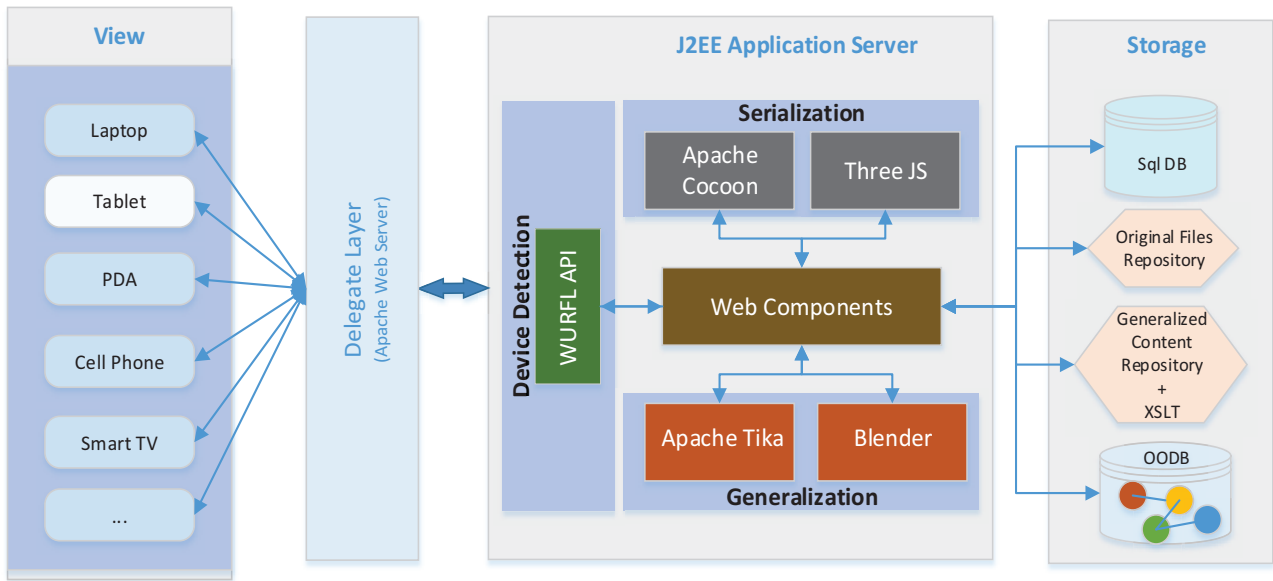 View
Laptop
Tablet
PDA
Cell Phone
Smart TV
...
Delegate Layer
(Apache Web Server)
J2EE Application Server
Device Detection
WURFL API
Serialization
Apache
Cocoon
Three JS
Web Components
Apache Tika
Blender
Generalization
Storage
Sql DB
Original Files
Repository
Generalized
Content
Repository
+
XSLT
OODB